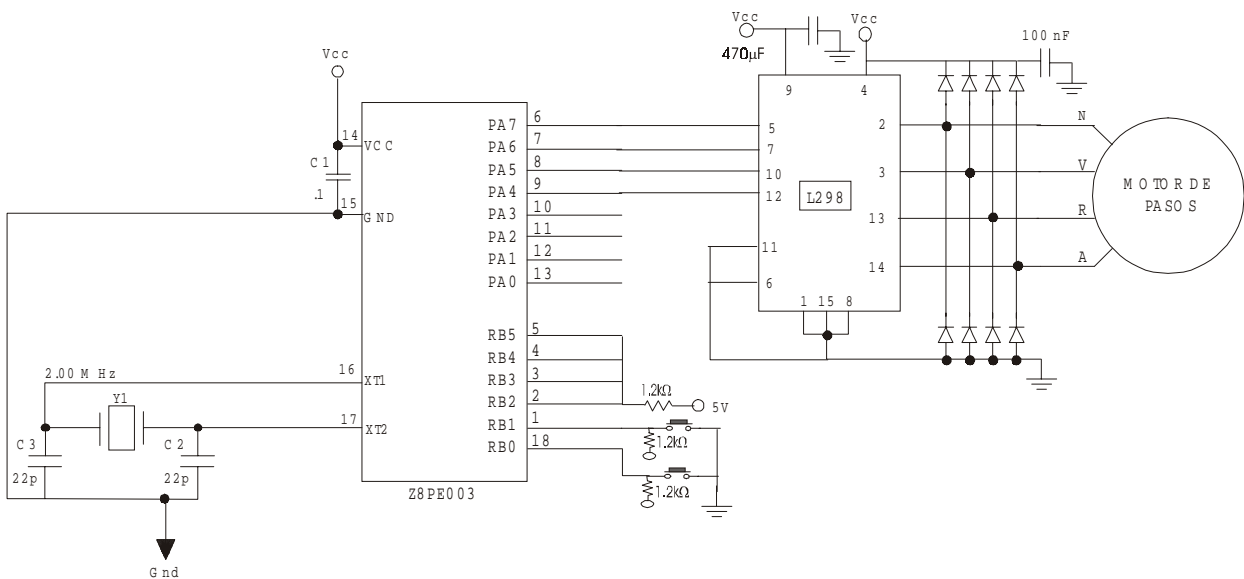 Vcc
14
VCC
C1
.1
15
GND
2.00 MHz
16
XT1
Y1
17
XT2
C3
22p
C2
22p
Gnd
PA7
6
PA6
7
PA5
8
PA4
9
PA3
10
PA2
11
PA1
12
PA0
13
RB5
5
RB4
4
RB3
3
RB2
2
RB1
1
RB0
18
Z8PE003
1.2kΩ
5V
1.2kΩ
1.2kΩ
Vcc
470µF
Vcc
100 nF
9
4
5
7
10
12
11
6
L298
2
3
13
14
1 15 8
N
V
R
A
MOTOR DE
PASOS